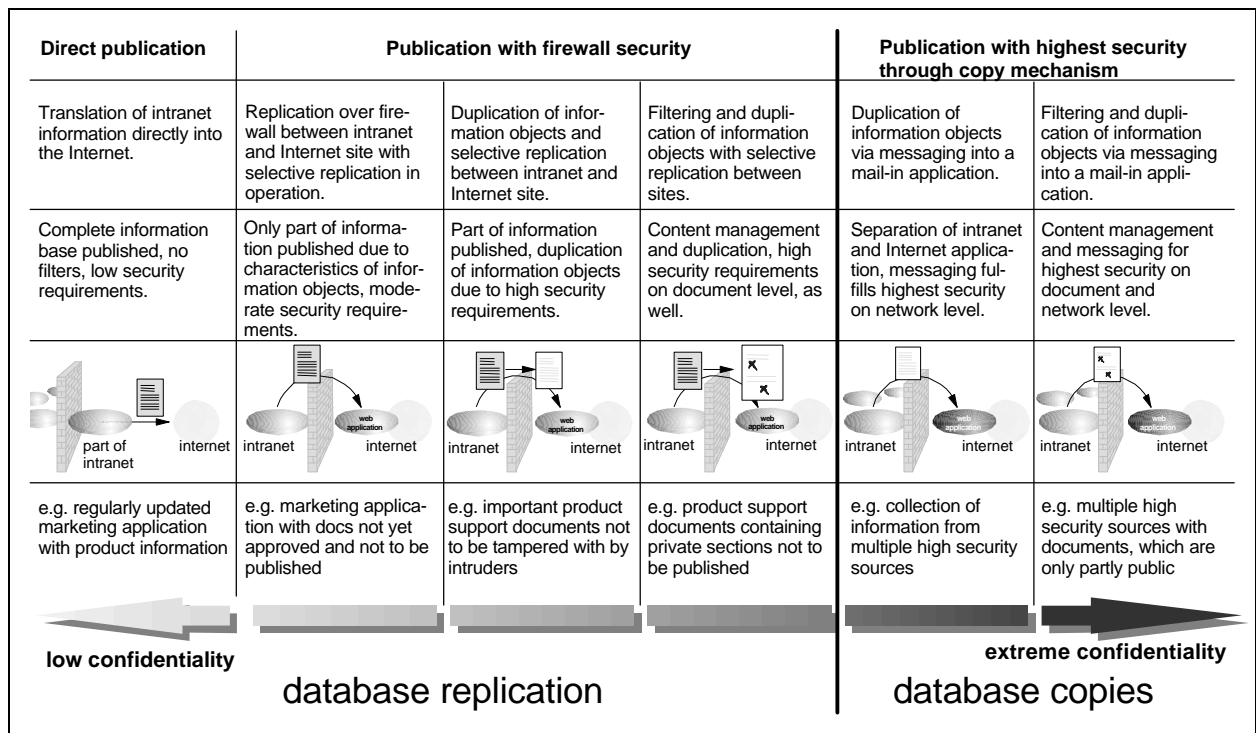 Direct publication
Publication with firewall security
Publication with highest security
through copy mechanism
Translation of intranet
information directly into
the Internet.
Replication over fire-
wall between intranet
and Internet site with
selective replication in
operation.
Duplication of infor-
mation objects and
selective replication
between intranet and
Internet site.
Filtering and dupli-
cation of information
objects with selective
replication between
sites.
Duplication of
information objects
via messaging into a
mail-in application.
Filtering and dupli-
cation of information
objects via messaging
into a mail-in appli-
cation.
Complete information
base published, no
filters, low security
requirements.
Only part of informa-
tion published due to
characteristics of infor-
mation objects, mode-
rate security require-
ments.
Part of information
published, duplication
of information objects
due to high security
requirements.
Content management
and duplication, high
security requirements
on document level, as
well.
Separation of intranet
and Internet applica-
tion, messaging ful-
fills highest security
on network level.
Content management
and messaging for
highest security on
document and
network level.
part of
intranet
internet
web
application
intranet
internet
web
application
intranet
internet
web
application
intranet
internet
web
application
intranet
internet
web
application
intranet
internet
e.g. regularly updated
marketing application
with product information
e.g. marketing applica-
tion with docs not yet
approved and not to be
published
e.g. important product
support documents not
to be tampered with by
intruders
e.g. product support
documents containing
private sections not to
be published
e.g. collection of
information from
multiple high security
sources
e.g. multiple high
security sources with
documents, which are
only partly public
low confidentiality
extreme confidentiality
database replication
database copies